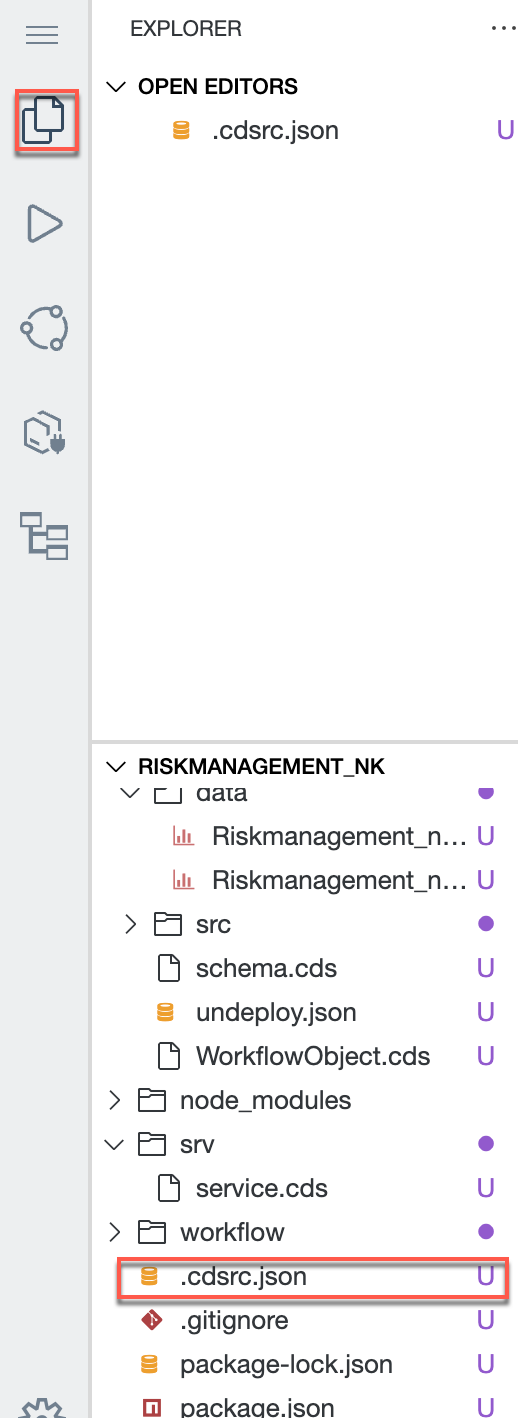 EXPLORER
OPEN EDITORS
.cdsrc.json U
RISKMANAGEMENT_NK
data
Riskmanagement_n... U
Riskmanagement_n... U
src
schema.cds U
undeploy.json U
WorkflowObject.cds U
node_modules
srv
service.cds U
workflow
.cdsrc.json U
.gitignore U
package-lock.json U
package.json U